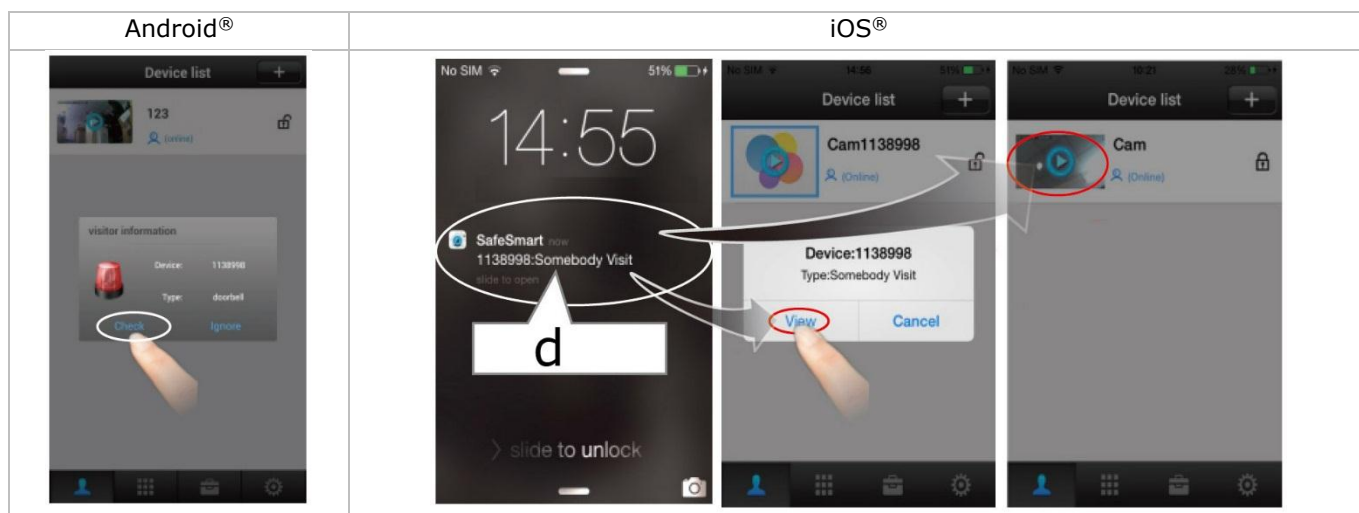 Android®
iOS®
Device list
+
123
(online)
visitor information
Device: 1138998
Type: doorbell
Check Ignore
No SIM 51%
14:55
SafeSmart now
1138998:Somebody Visit
slide to open
d
> slide to unlock
No SIM 14:56 51%
Device list
+
Cam1138998
(Online)
Device:1138998
Type:Somebody Visit
View Cancel
No SIM 10:21 28%
Device list
+
Cam
(Online)